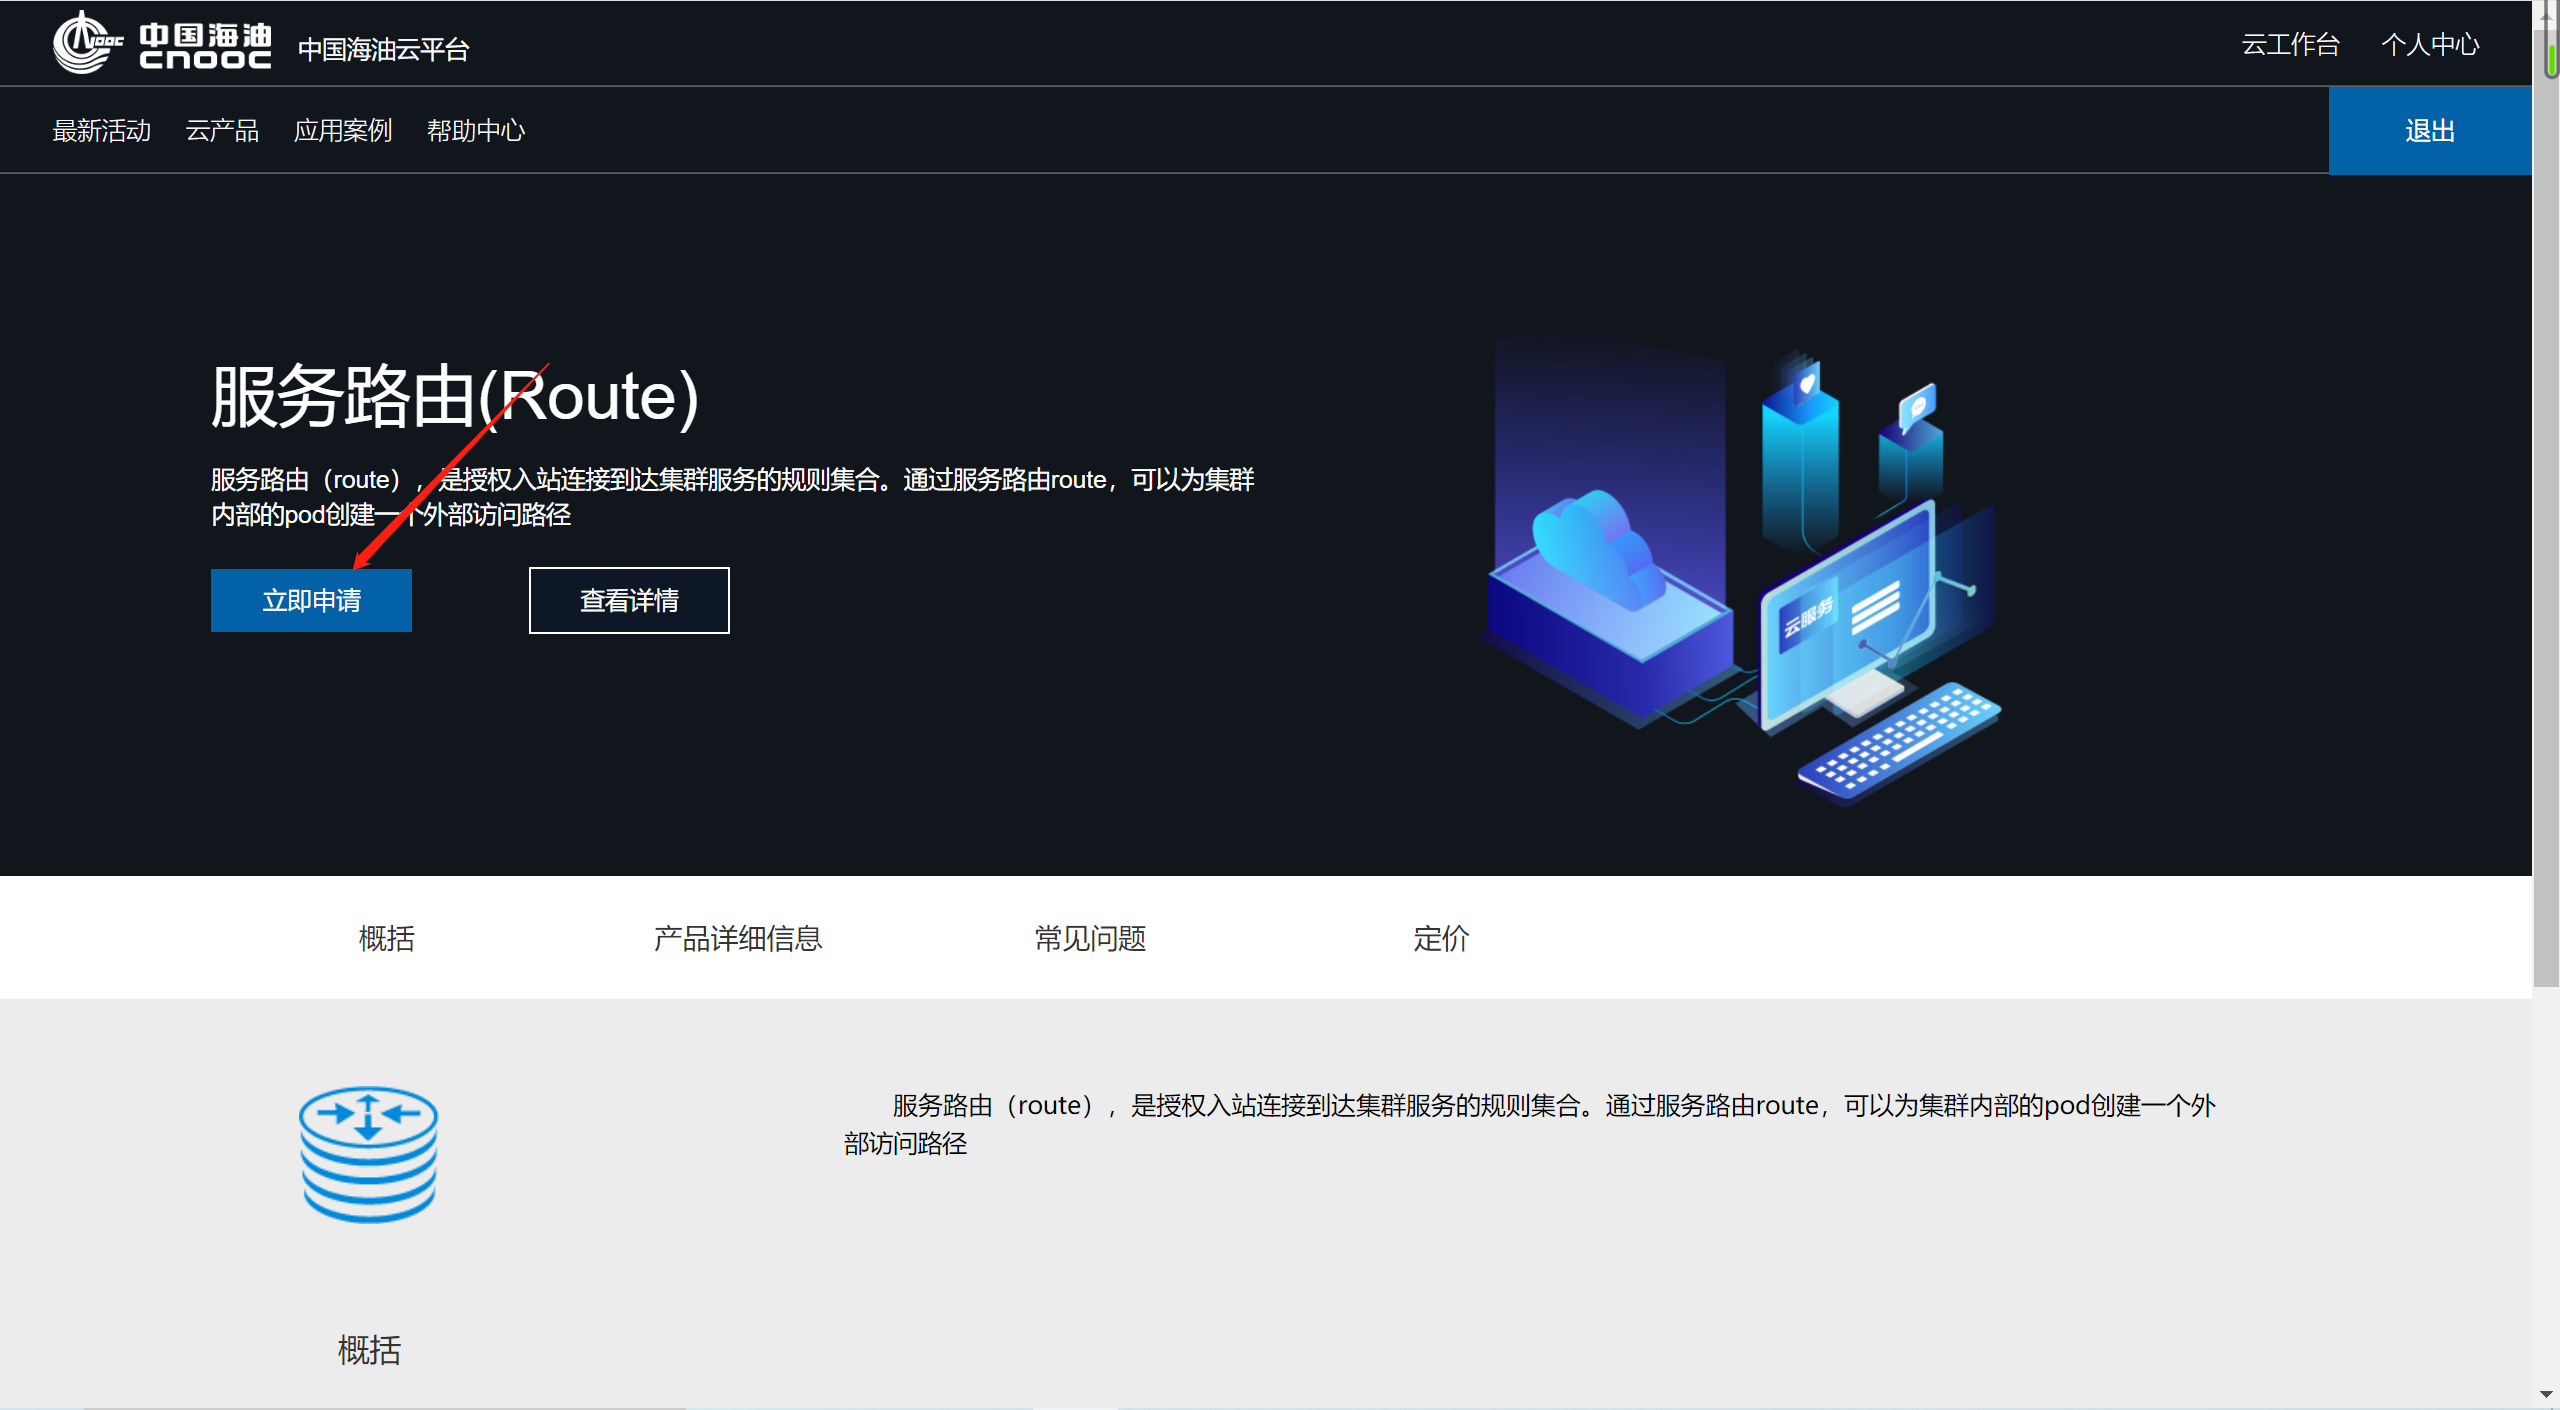 NOOC 中国海油 CNOOC 中国海油云平台 云工作台 个人中心
最新活动 云产品 应用案例 帮助中心 退出
服务路由(Route)
服务路由（route），是授权入站连接到达集群服务的规则集合。通过服务路由route，可以为集群
内部的pod创建一个外部访问路径
立即申请 查看详情
云服务
概括 产品详细信息 常见问题 定价
服务路由（route），是授权入站连接到达集群服务的规则集合。通过服务路由route，可以为集群内部的pod创建一个外
部访问路径
概括